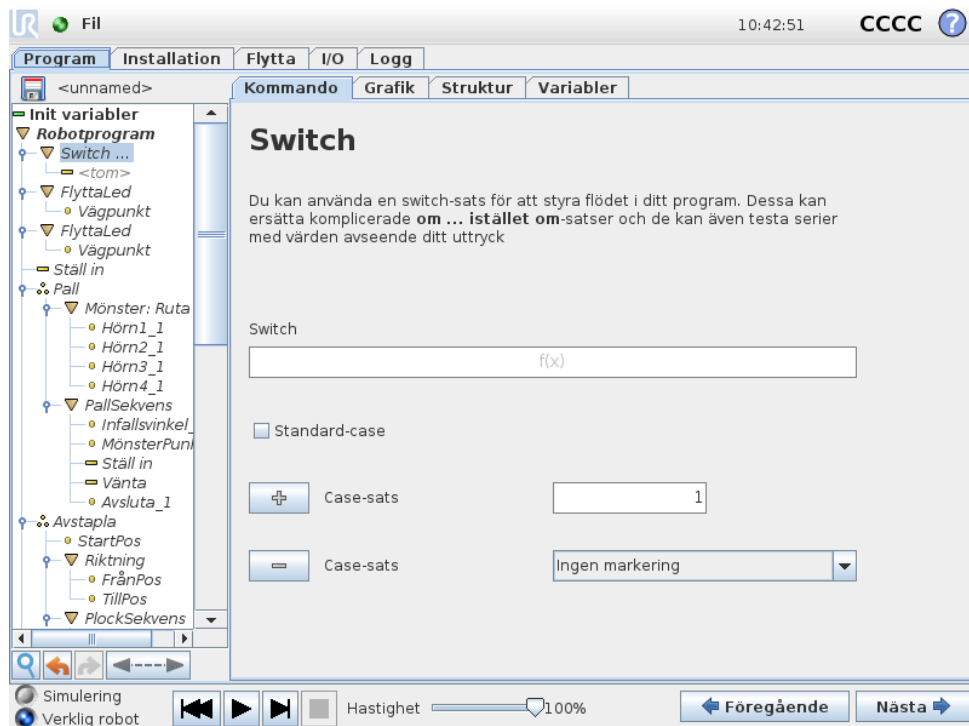 UR Fil 10:42:51 CCCC ?
Program Installation Flytta I/O Logg
<unnamed> Kommando Grafik Struktur Variabler
Init variabler
Robotprogram
Switch ...
<tom>
FlyttaLed
Vägpunkt
FlyttaLed
Vägpunkt
Ställ in
Pall
Mönster: Ruta
Hörn1_1
Hörn2_1
Hörn3_1
Hörn4_1
PallSekvens
Infallsvinkel_
MönsterPun
Ställ in
Vänta
Avsluta_1
Avstapla
StartPos
Riktning
FrånPos
TillPos
PlockSekvens
Switch
Du kan använda en switch-sats för att styra flödet i ditt program. Dessa kan
ersätta komplicerade om ... istället om-satser och de kan även testa serier
med värden avseende ditt uttryck
Switch
f(x)
Standard-case
Case-sats 1
Case-sats Ingen markering
Simulering
Verklig robot
Hastighet 100%
Föregående Nästa